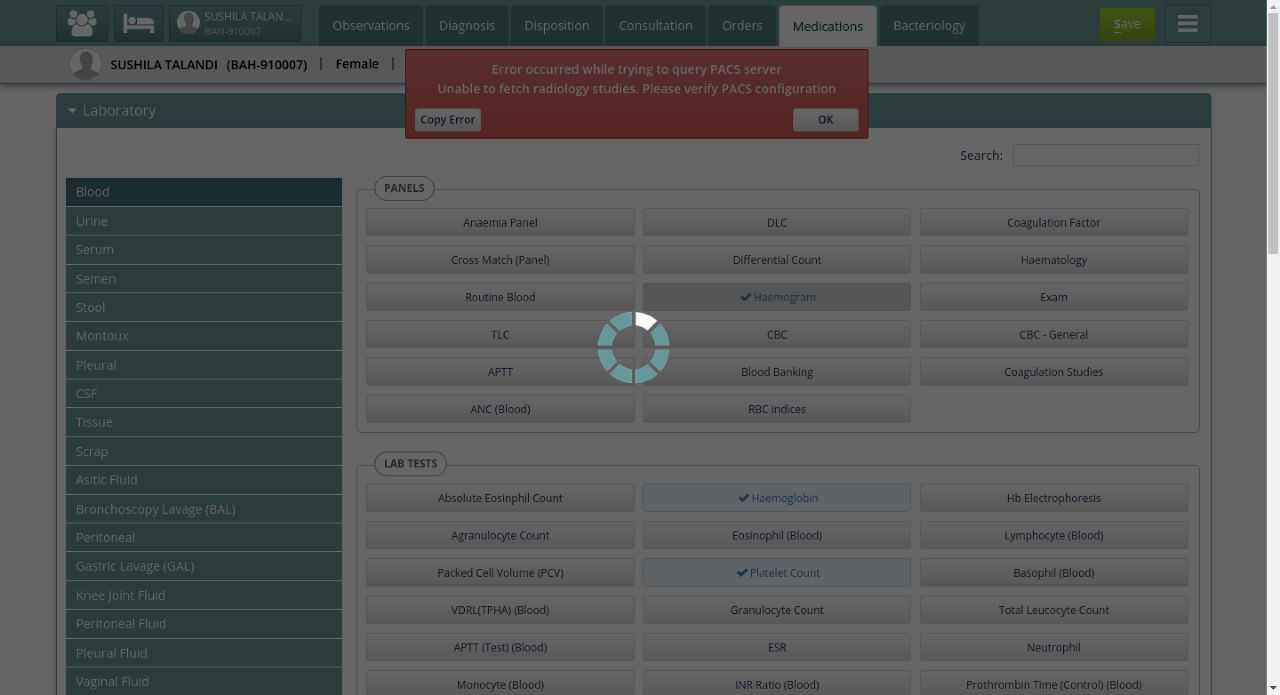 SUSHILA TALAN...
BAH-910007
Observations
Diagnosis
Disposition
Consultation
Orders
Medications
Bacteriology
Save
SUSHILA TALANDI (BAH-910007) | Female |
Error occurred while trying to query PACS server
Unable to fetch radiology studies. Please verify PACS configuration
Copy Error
OK
Laboratory
Search:
Blood
Urine
Serum
Semen
Stool
Montoux
Pleural
CSF
Tissue
Scrap
Asitic Fluid
Bronchoscopy Lavage (BAL)
Peritoneal
Gastric Lavage (GAL)
Knee Joint Fluid
Peritoneal Fluid
Pleural Fluid
Vaginal Fluid
PANELS
Anaemia Panel
DLC
Coagulation Factor
Cross Match (Panel)
Differential Count
Haematology
Routine Blood
Haemogram
Exam
TLC
CBC
CBC - General
APTT
Blood Banking
Coagulation Studies
ANC (Blood)
RBC indices
LAB TESTS
Absolute Eosinphil Count
Haemoglobin
Hb Electrophoresis
Agranulocyte Count
Eosinophil (Blood)
Lymphocyte (Blood)
Packed Cell Volume (PCV)
Platelet Count
Basophil (Blood)
VDRL(TPHA) (Blood)
Granulocyte Count
Total Leucocyte Count
APTT (Test) (Blood)
ESR
Neutrophil
Monocyte (Blood)
INR Ratio (Blood)
Prothrombin Time (Control) (Blood)